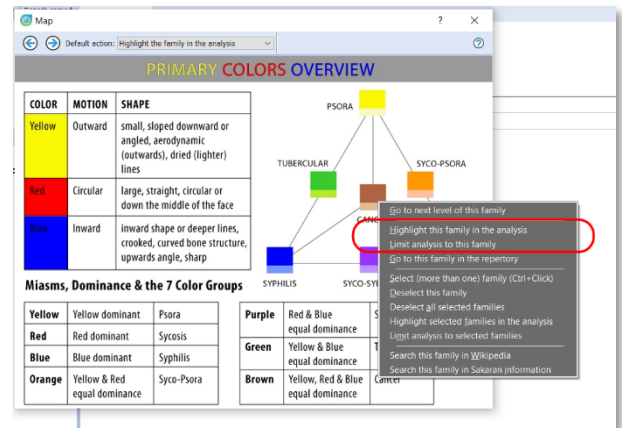 Map
?
Default action: Highlight the family in the analysis
PRIMARY COLORS OVERVIEW
COLOR MOTION SHAPE
Yellow Outward small, sloped downward or
angled, aerodynamic
(outwards), dried (lighter)
lines
Red Circular large, straight, circular or
down the middle of the face
Blue Inward inward shape or deeper lines,
crooked, curved bone structure,
upwards angle, sharp
PSORA
TUBERCULAR
SYCO-PSORA
SYPHILIS
Go to next level of this family
Highlight this family in the analysis
Limit analysis to this family
Go to this family in the repertory
Select (more than one) family (Ctrl+Click)
Deselect this family
Deselect all selected families
Highlight selected families in the analysis
Limit analysis to selected families
Search this family in Wikipedia
Search this family in Sakaran information
Miasms, Dominance & the 7 Color Groups
Yellow Yellow dominant Psora
Red Red dominant Sycosis
Blue Blue dominant Syphilis
Orange Yellow & Red Syco-Psora
equal dominance
Purple Red & Blue
equal dominance
Green Yellow & Blue
equal dominance
Brown Yellow, Red & Blue Cancer
equal dominance